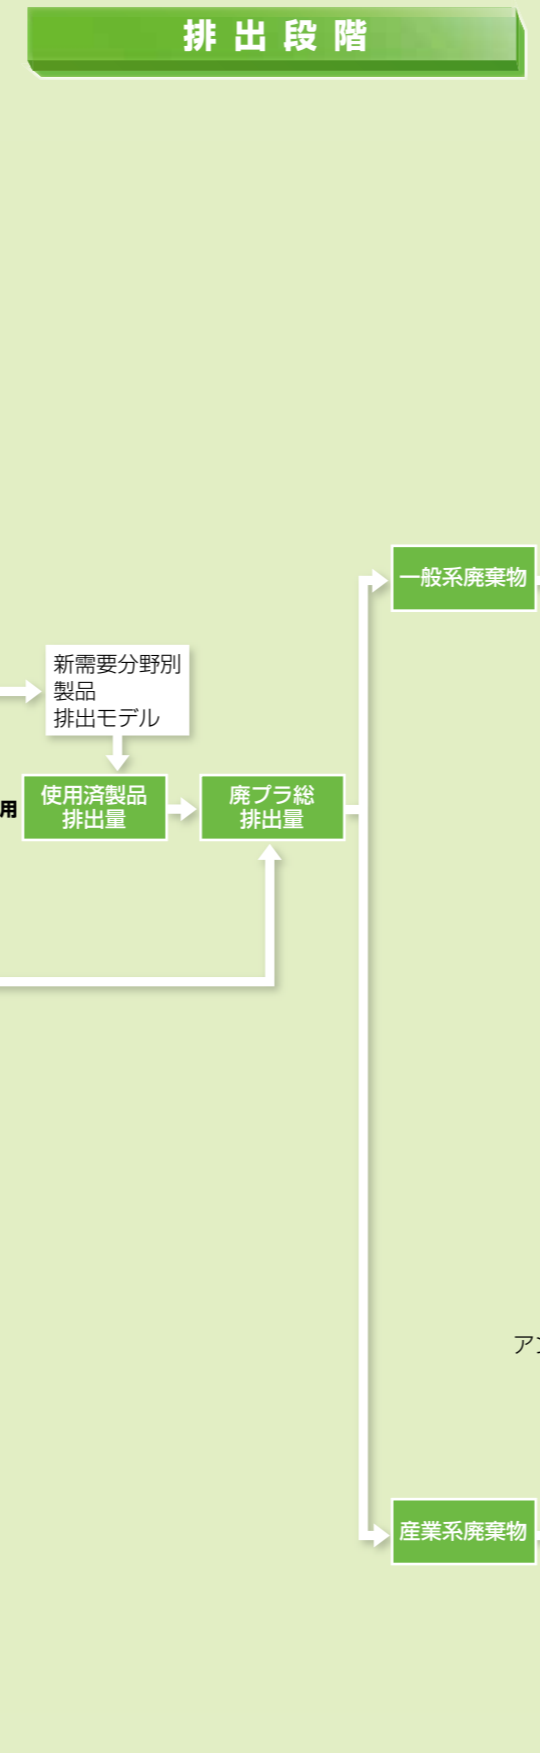 排出段階
一般系廃棄物
新需要分野別
製品
排出モデル
用
使用済製品
排出量
廃プラ総
排出量
ア
産業系廃棄物